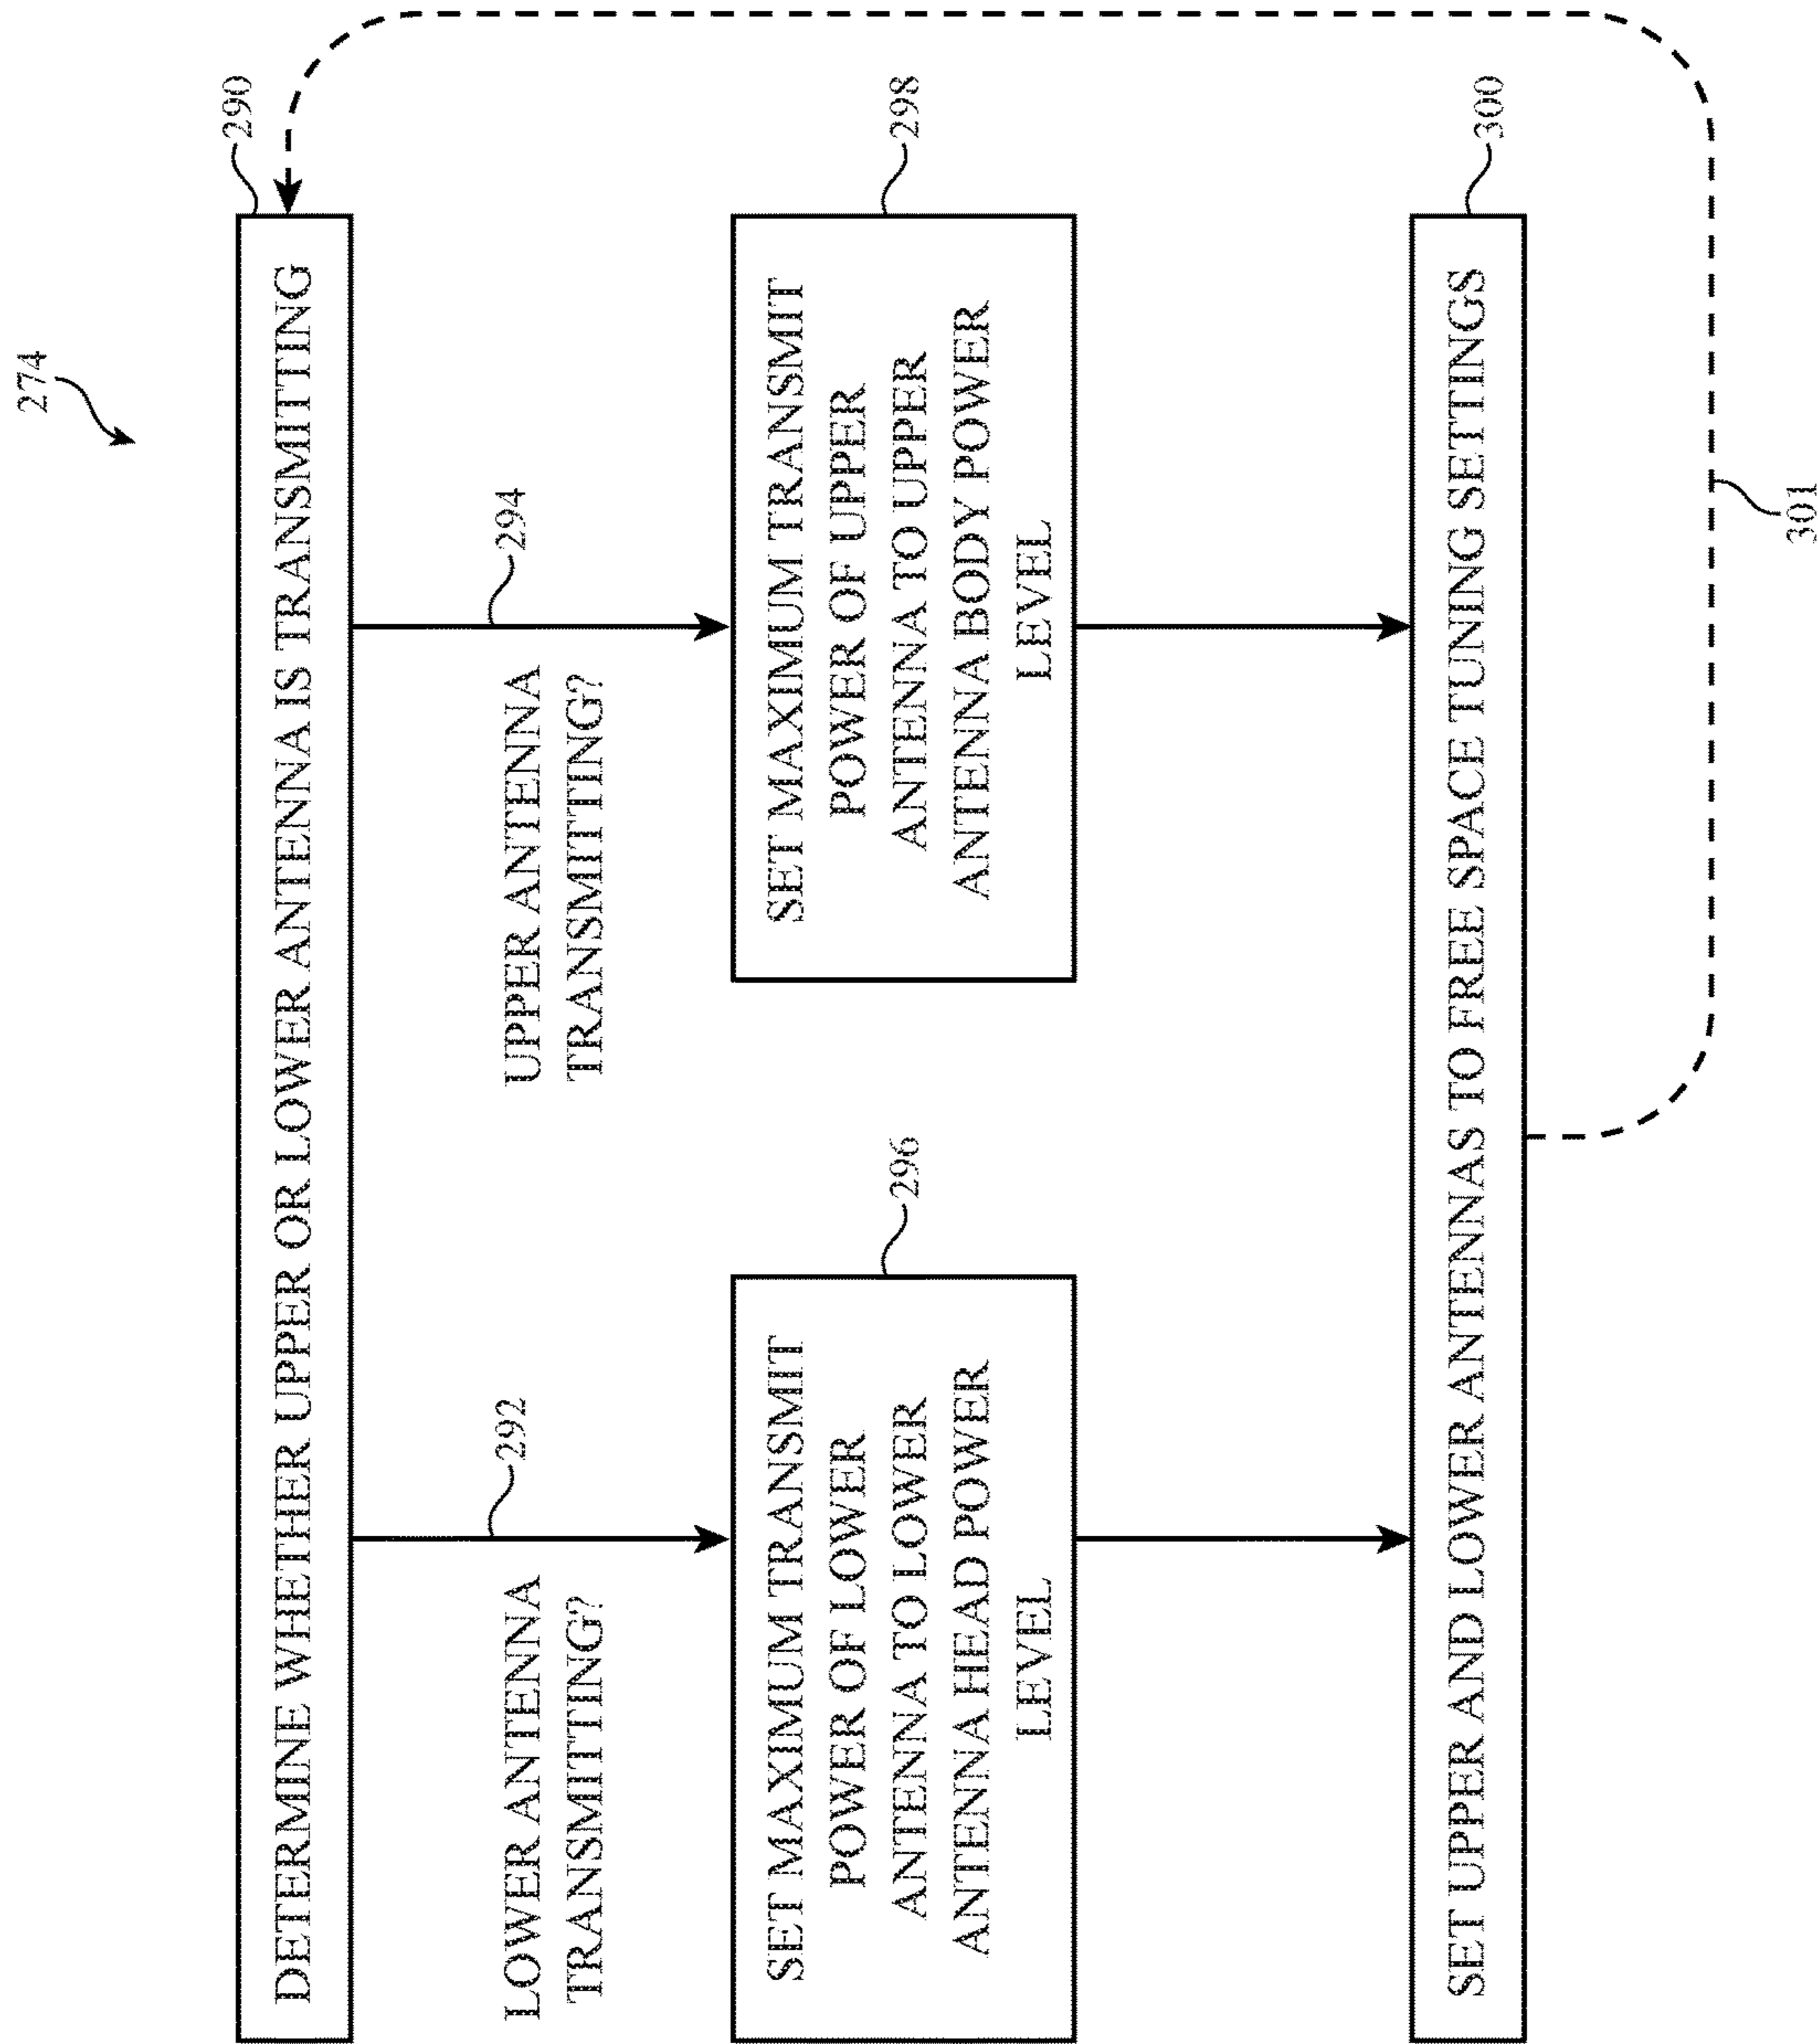 274
DETERMINE WHETHER UPPER OR LOWER ANTENNA IS TRANSMITTING
290
LOWER ANTENNA
TRANSMITTING?
292
UPPER ANTENNA
TRANSMITTING?
294
SET MAXIMUM TRANSMIT
POWER OF LOWER
ANTENNA TO LOWER
ANTENNA HEAD POWER
LEVEL
296
SET MAXIMUM TRANSMIT
POWER OF UPPER
ANTENNA TO UPPER
ANTENNA BODY POWER
LEVEL
298
SET UPPER AND LOWER ANTENNAS TO FREE SPACE TUNING SETTINGS
300
301